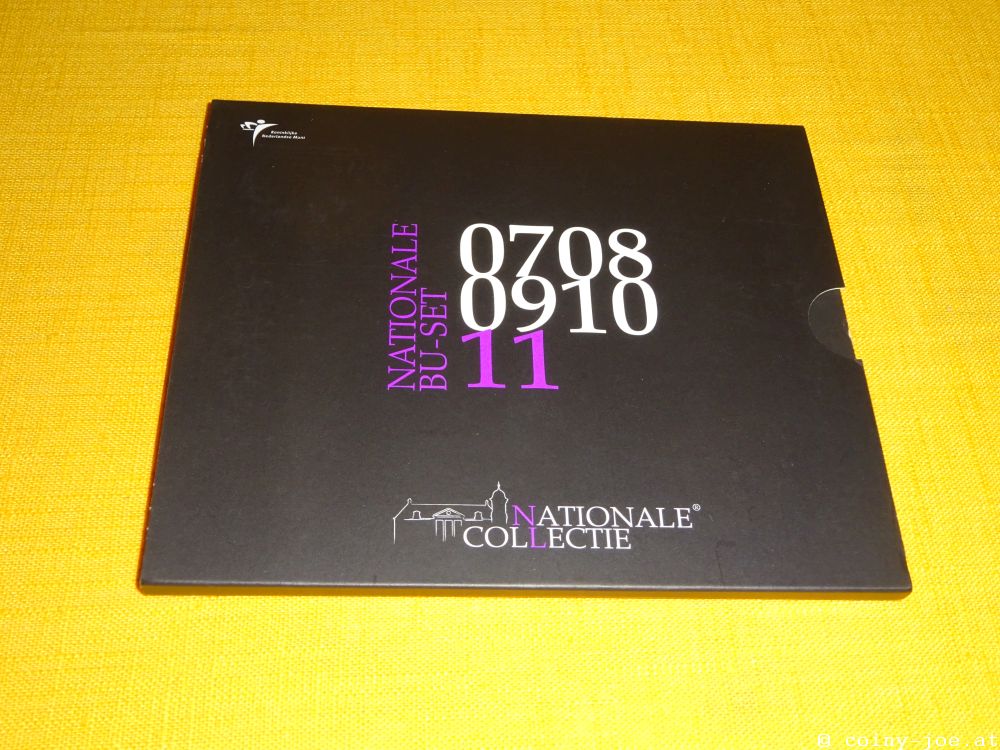 Koninklijke
Nederlandse Munt
NATIONALE
BU-SET
0708
0910
11
NATIONALE®
COLLECTIE
© coiny-joe.at